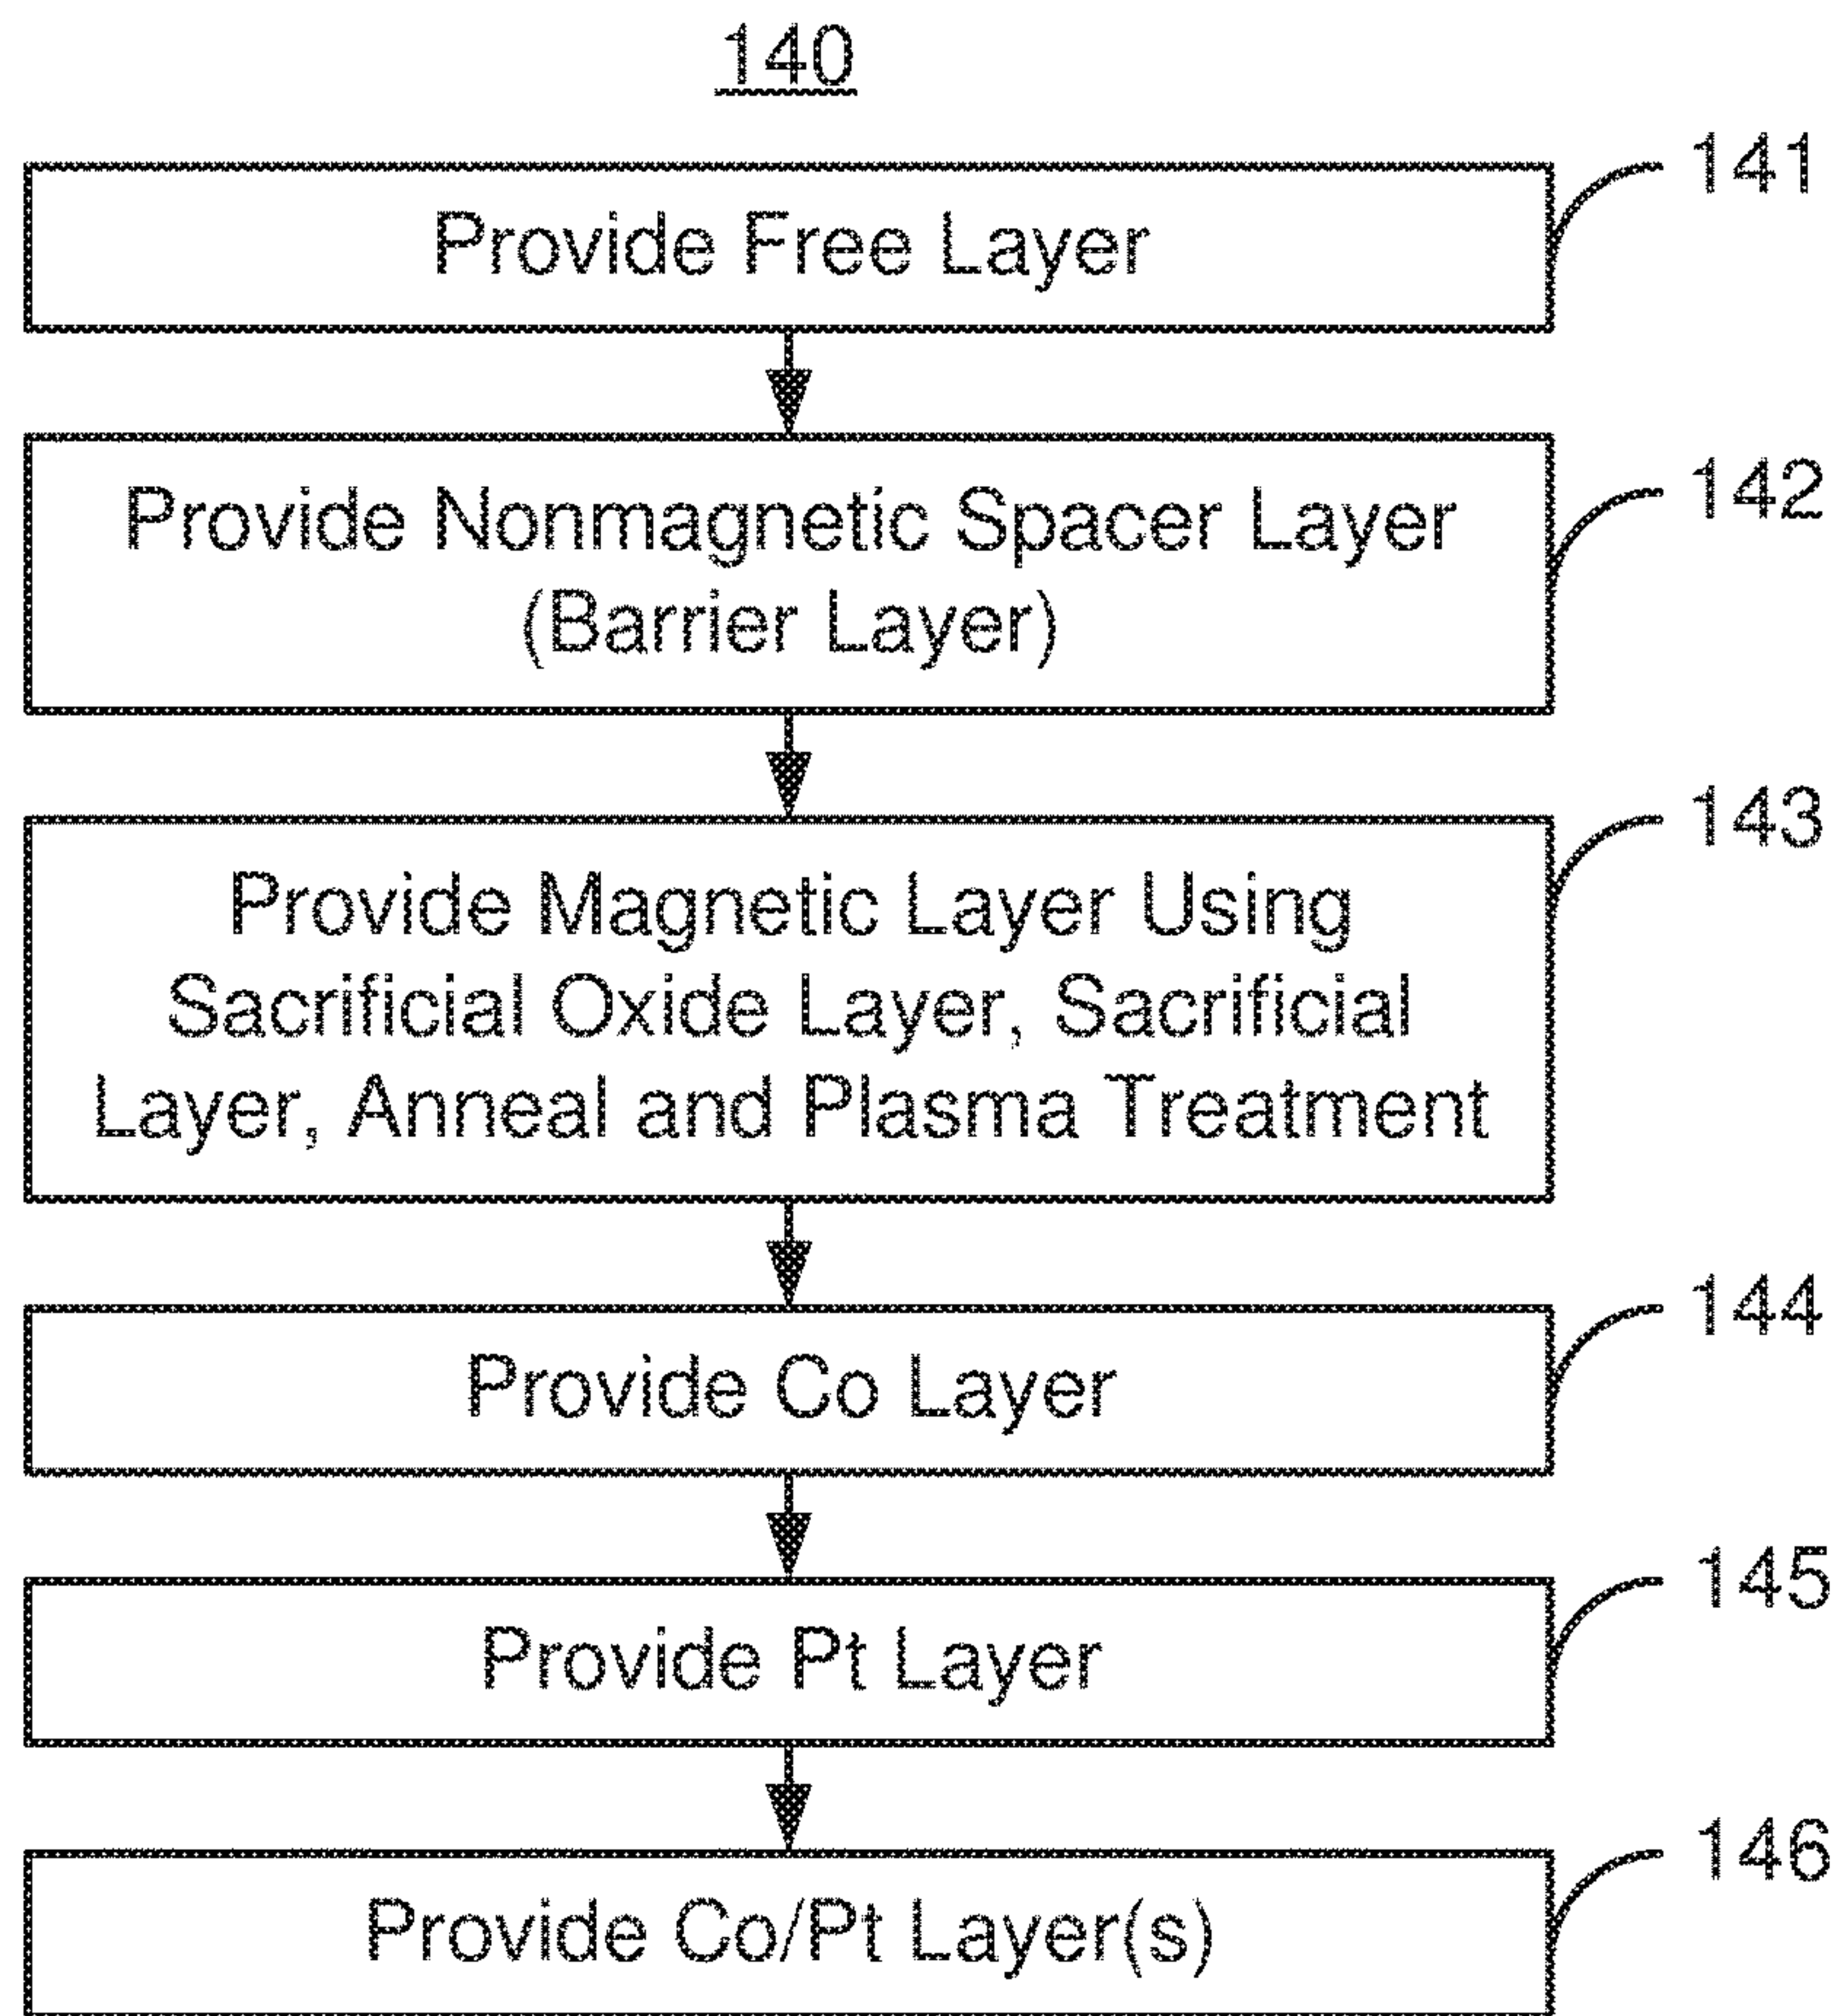 140
Provide Free Layer
141
Provide Nonmagnetic Spacer Layer
(Barrier Layer)
142
Provide Magnetic Layer Using
Sacrificial Oxide Layer, Sacrificial
Layer, Anneal and Plasma Treatment
143
Provide Co Layer
144
Provide Pt Layer
145
Provide Co/Pt Layer(s)
146